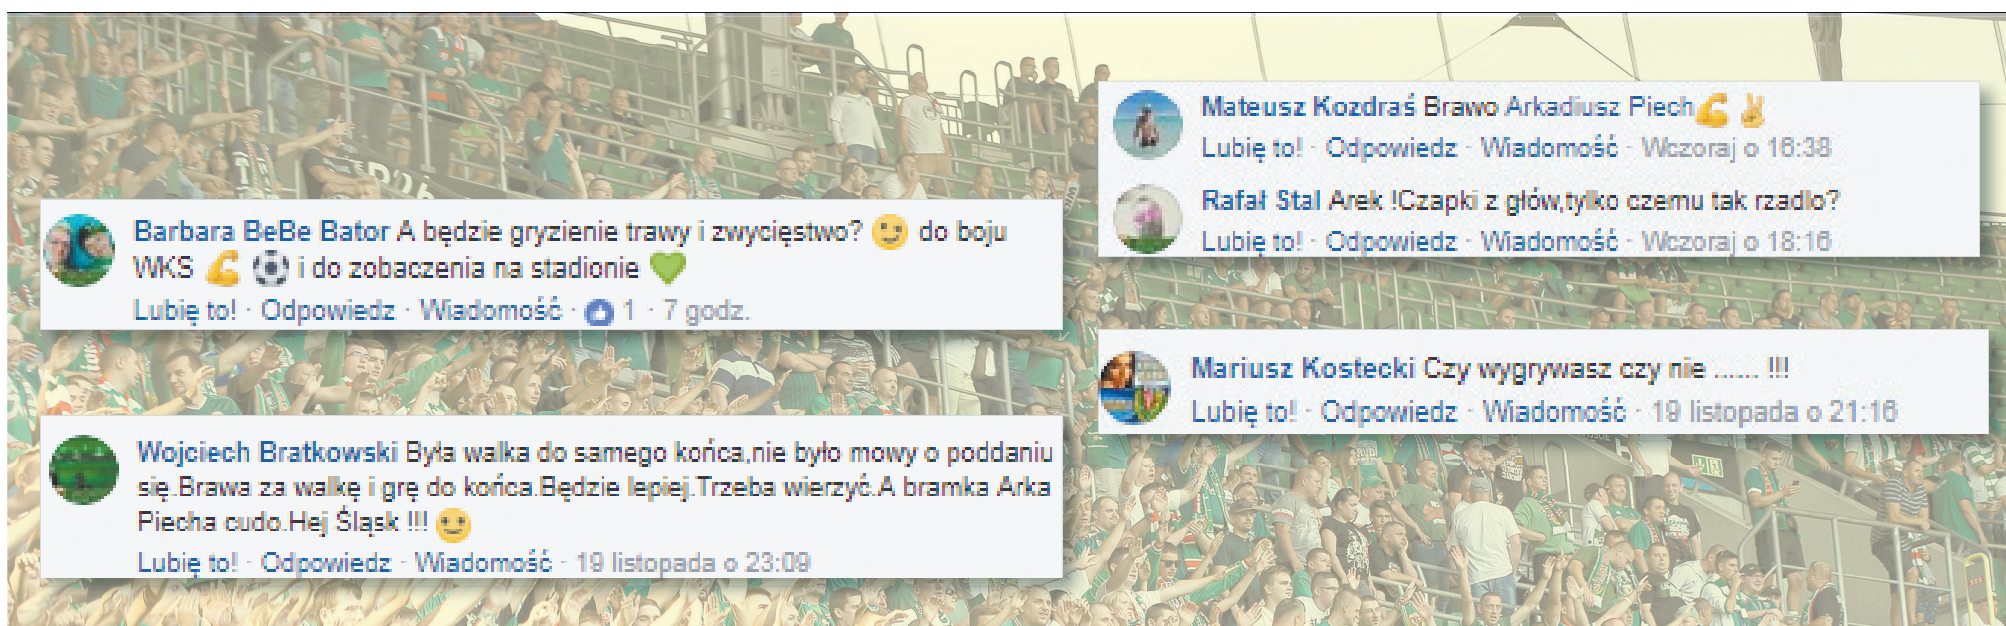 Barbara BeBe Bator A będzie gryzienie trawy i zwycięstwo? 😉 do boju
WKS 💪 ⚽ i do zobaczenia na stadionie 💚
Lubię to! · Odpowiedz · Wiadomość · 1 · 7 godz.
Wojciech Bratkowski Była walka do samego końca,nie było mowy o poddaniu
się.Brawa za walkę i grę do końca.Będzie lepiej.Trzeba wierzyć.A bramka Arka
Piecha cudo.Hej Śląsk !!! 😉
Lubię to! · Odpowiedz · Wiadomość · 19 listopada o 23:09
Mateusz Kozdraś Brawo Arkadiusz Piech💪 ✌
Lubię to! · Odpowiedz · Wiadomość · Wczoraj o 16:38
Rafał Stal Arek !Czapki z głów,tylko czemu tak rzadlo?
Lubię to! · Odpowiedz · Wiadomość · Wczoraj o 18:16
Mariusz Kostecki Czy wygrywasz czy nie ...... !!!
Lubię to! · Odpowiedz · Wiadomość · 19 listopada o 21:16